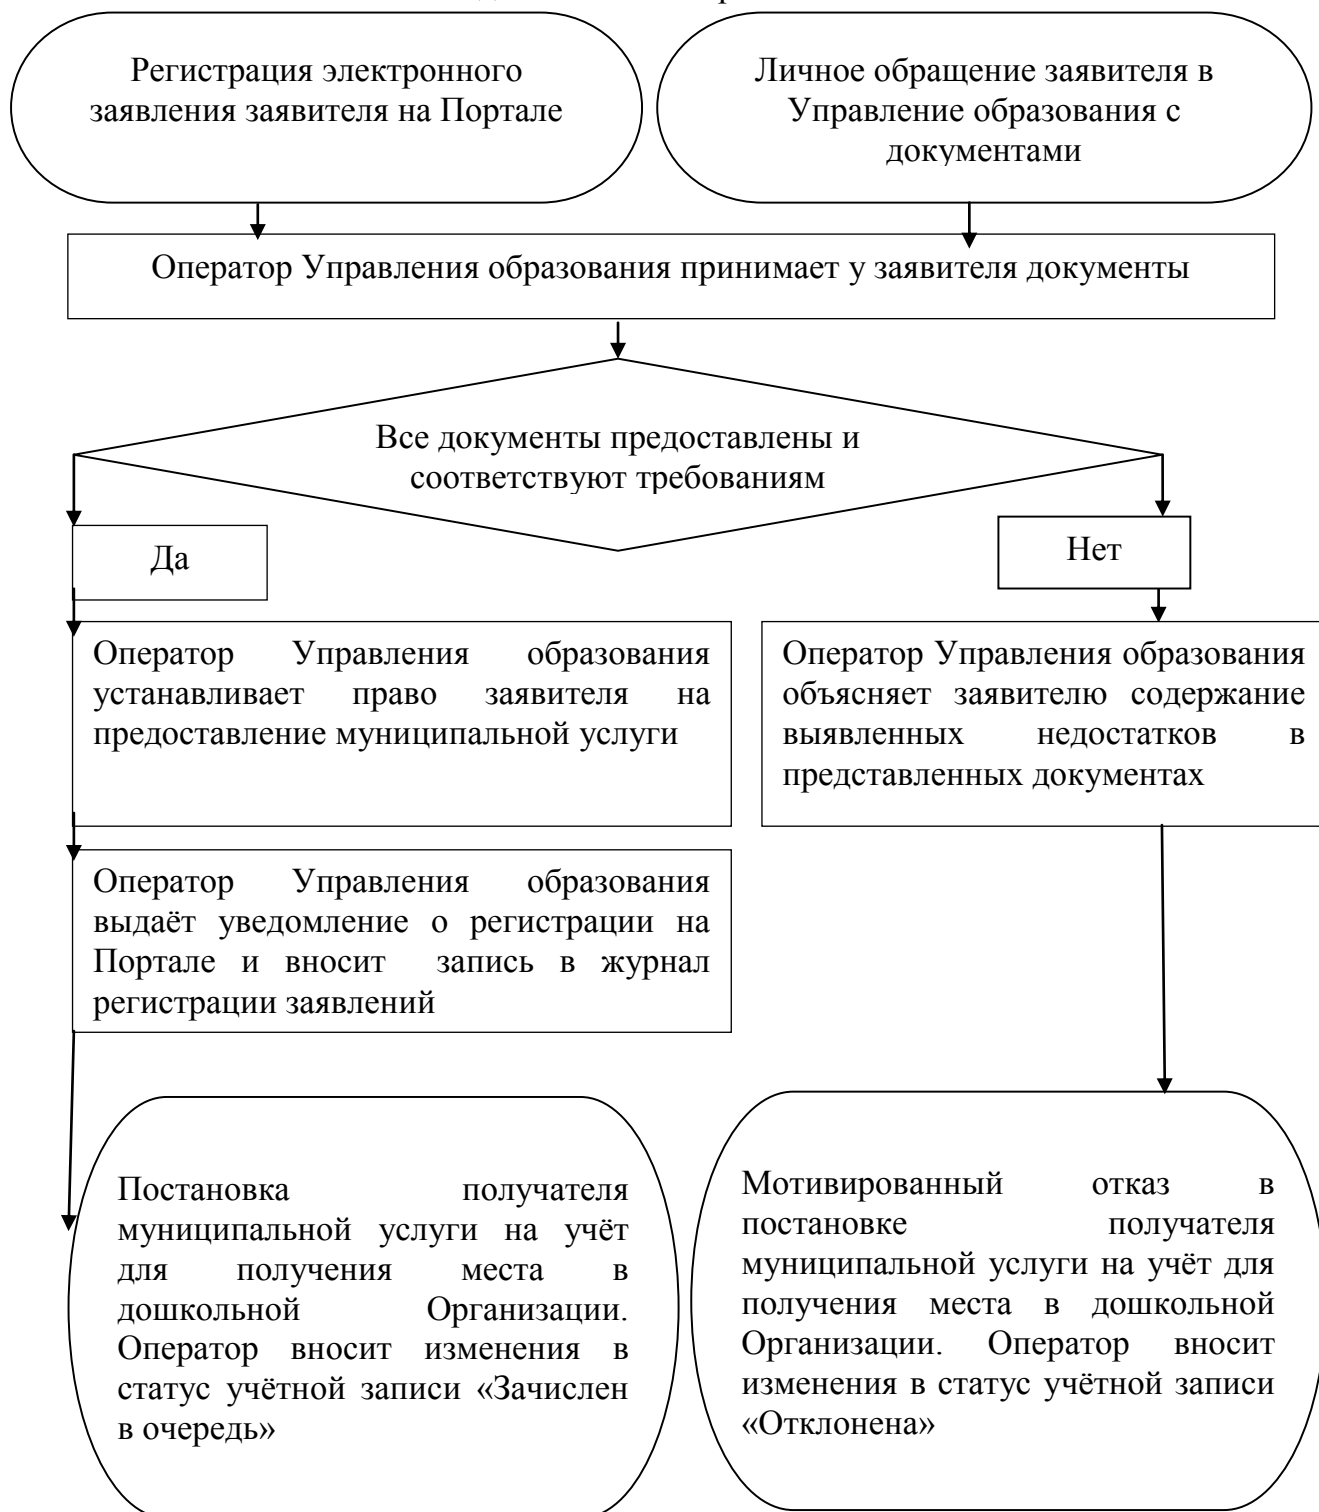 Регистрация электронного
заявления заявителя на Портале
Личное обращение заявителя в
Управление образования с
документами
Оператор Управления образования принимает у заявителя документы
Все документы предоставлены и
соответствуют требованиям
Да
Нет
Оператор Управления образования
устанавливает право заявителя на
предоставление муниципальной услуги
Оператор Управления образования
объясняет заявителю содержание
выявленных недостатков в
представленных документах
Оператор Управления образования
выдаёт уведомление о регистрации на
Портале и вносит запись в журнал
регистрации заявлений
Постановка получателя
муниципальной услуги на учёт
для получения места в
дошкольной Организации.
Оператор вносит изменения в
статус учётной записи «Зачислен
в очередь»
Мотивированный отказ в
постановке получателя
муниципальной услуги на учёт для
получения места в дошкольной
Организации. Оператор вносит
изменения в статус учётной записи
«Отклонена»